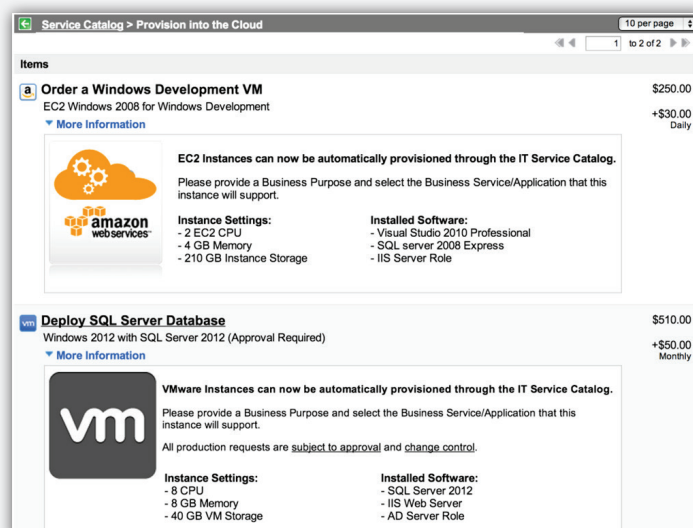 Service Catalog > Provision into the Cloud
10 per page
1 to 2 of 2
Items
a Order a Windows Development VM $250.00
EC2 Windows 2008 for Windows Development
+$30.00
Daily
More Information
EC2 Instances can now be automatically provisioned through the IT Service Catalog.
Please provide a Business Purpose and select the Business Service/Application that this
instance will support.
amazon
webservices™
Instance Settings: Installed Software:
- 2 EC2 CPU - Visual Studio 2010 Professional
- 4 GB Memory - SQL server 2008 Express
- 210 GB Instance Storage - IIS Server Role
vm Deploy SQL Server Database $510.00
Windows 2012 with SQL Server 2012 (Approval Required)
+$50.00
Monthly
More Information
vm
VMware Instances can now be automatically provisioned through the IT Service Catalog.
Please provide a Business Purpose and select the Business Service/Application that this
instance will support.
All production requests are subject to approval and change control.
Instance Settings: Installed Software:
- 8 CPU - SQL Server 2012
- 8 GB Memory - IIS Web Server
- 40 GB VM Storage - AD Server Role